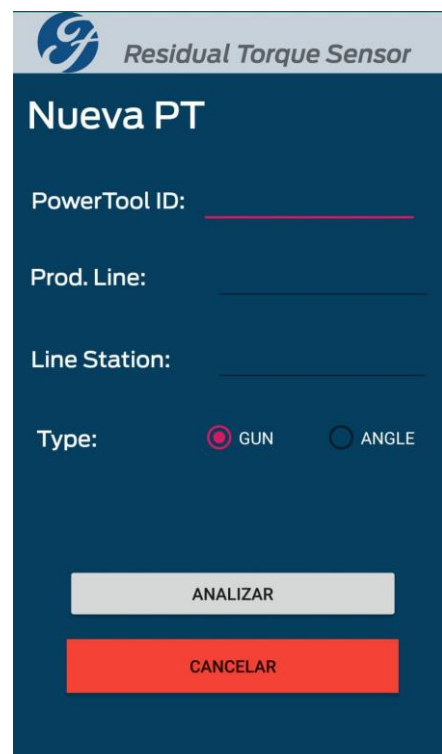 Residual Torque Sensor
Nueva PT
PowerTool ID:
Prod. Line:
Line Station:
Type: GUN ANGLE
ANALIZAR
CANCELAR